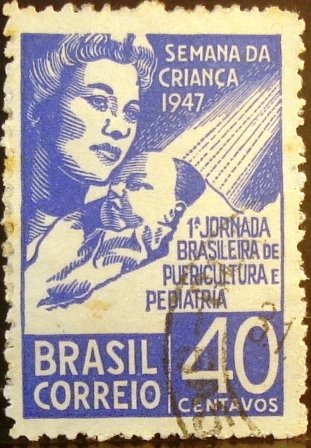 SEMANA DA
CRIANÇA
1947
1ª JORNADA
BRASILEIRA DE
PUERICULTURA E
PEDIATRIA
BRASIL
CORREIO
40
CENTAVOS